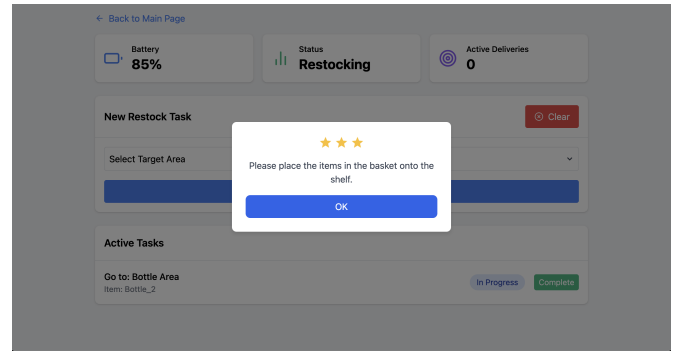 ← Back to Main Page
Battery
85%
Status
Restocking
Active Deliveries
0
New Restock Task
Clear
Select Target Area
Please place the items in the basket onto the
shelf.
OK
Active Tasks
Go to: Bottle Area
Item: Bottle_2
In Progress
Complete